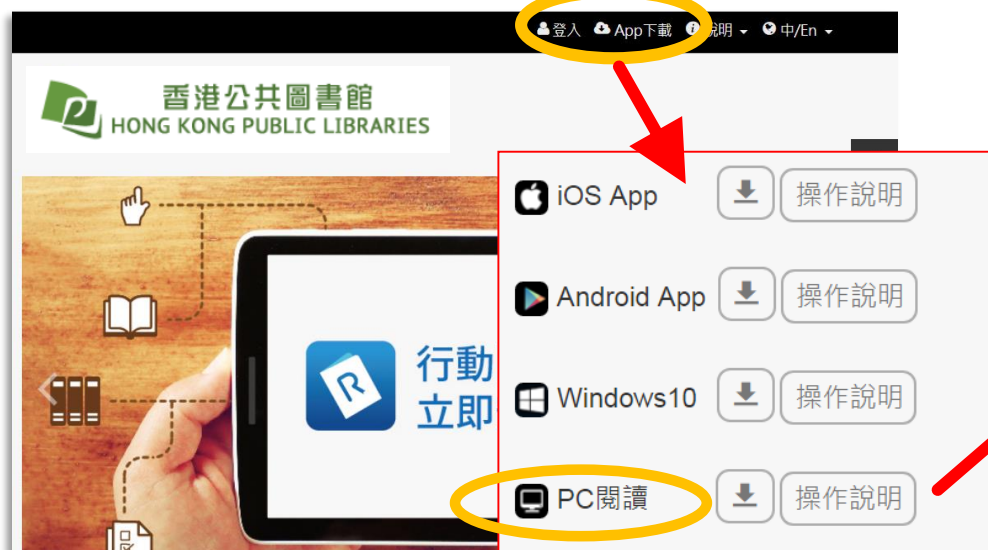 登入 App下載 說明 中/En
香港公共圖書館
HONG KONG PUBLIC LIBRARIES
行動
立即
iOS App 操作說明
Android App 操作說明
Windows10 操作說明
PC閱讀 操作說明